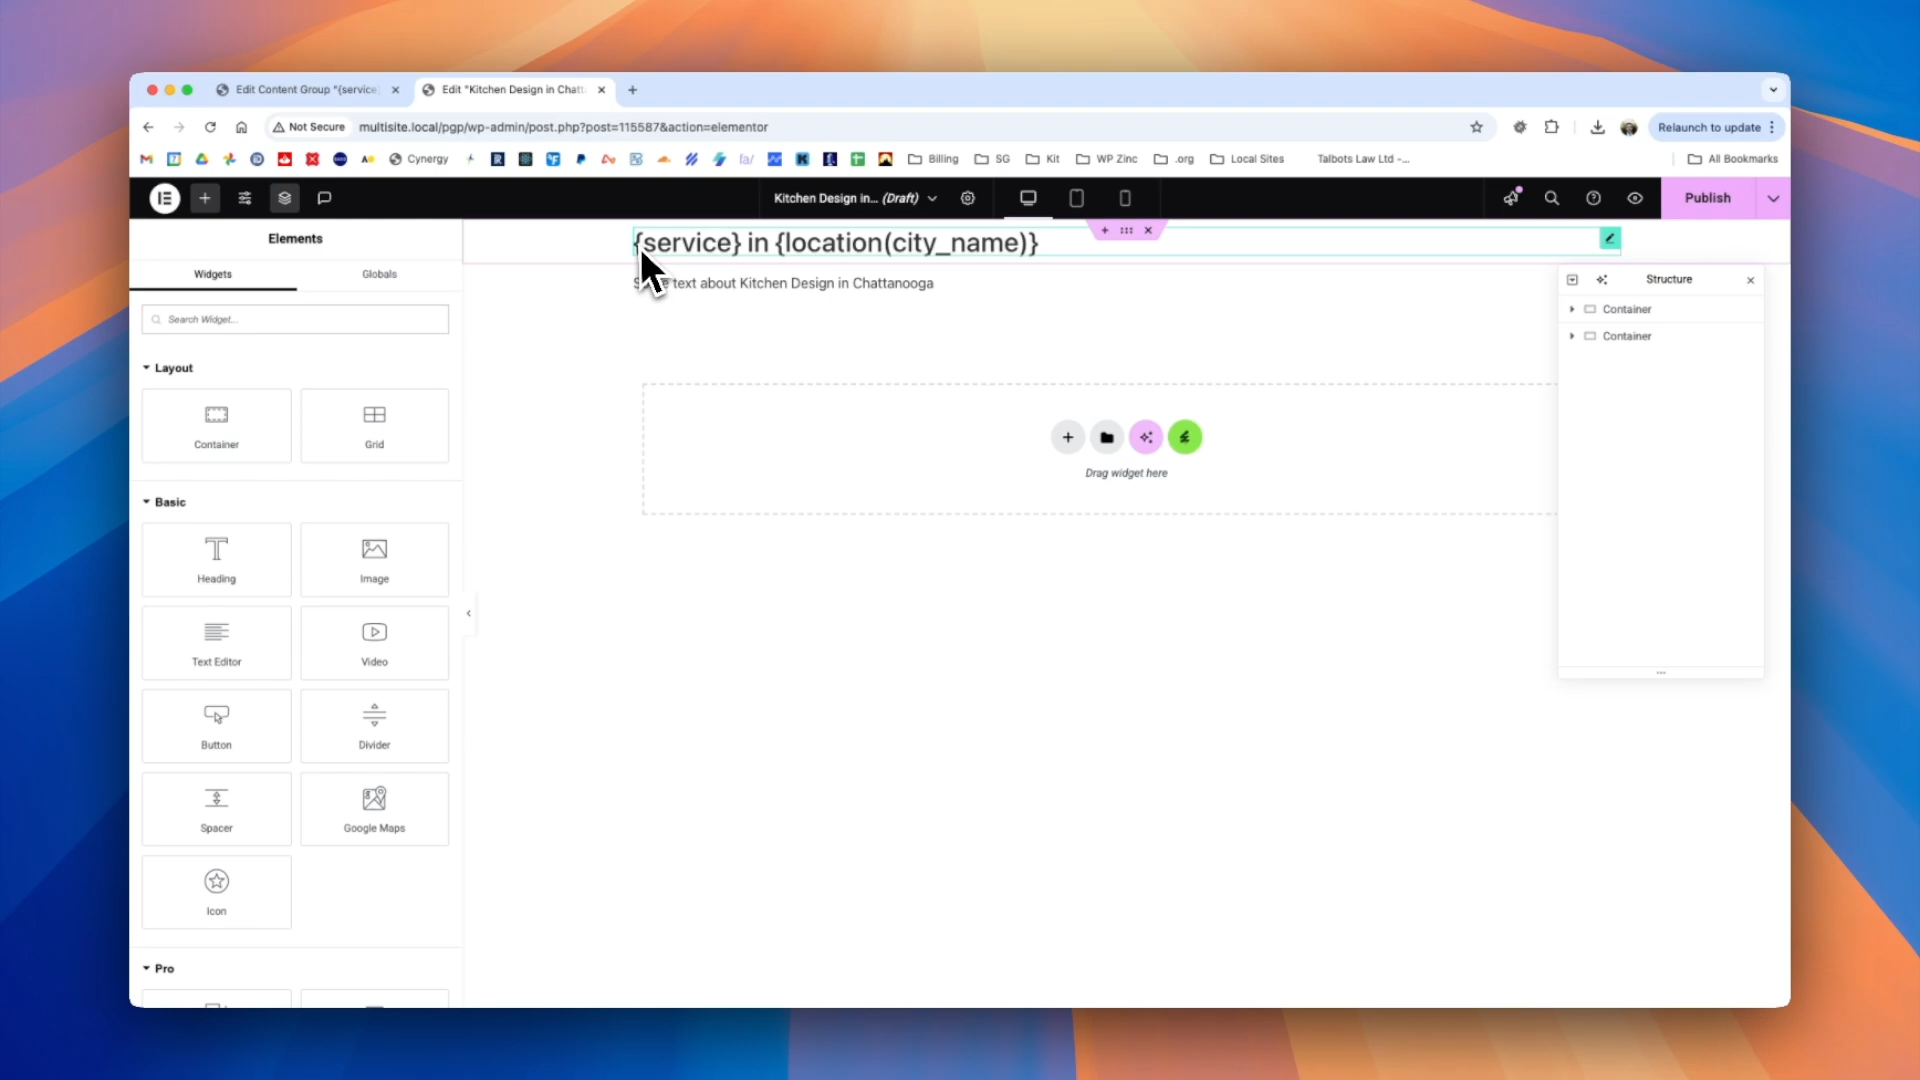 Edit Content Group "{service
Edit "Kitchen Design in Chatt
Not Secure
multisite.local/pgp/wp-admin/post.php?post=115587&action=elementor
Relaunch to update
Cynergy
/a/
Billing
SG
Kit
WP Zinc
.org
Local Sites
Talbots Law Ltd -...
All Bookmarks
Kitchen Design in... (Draft)
Publish
Elements
Widgets
Globals
Search Widget...
Layout
Container
Grid
Basic
Heading
Image
Text Editor
Video
Button
Divider
Spacer
Google Maps
Icon
Pro
{service} in {location(city_name)}
text about Kitchen Design in Chattanooga
Drag widget here
Structure
Container
Container